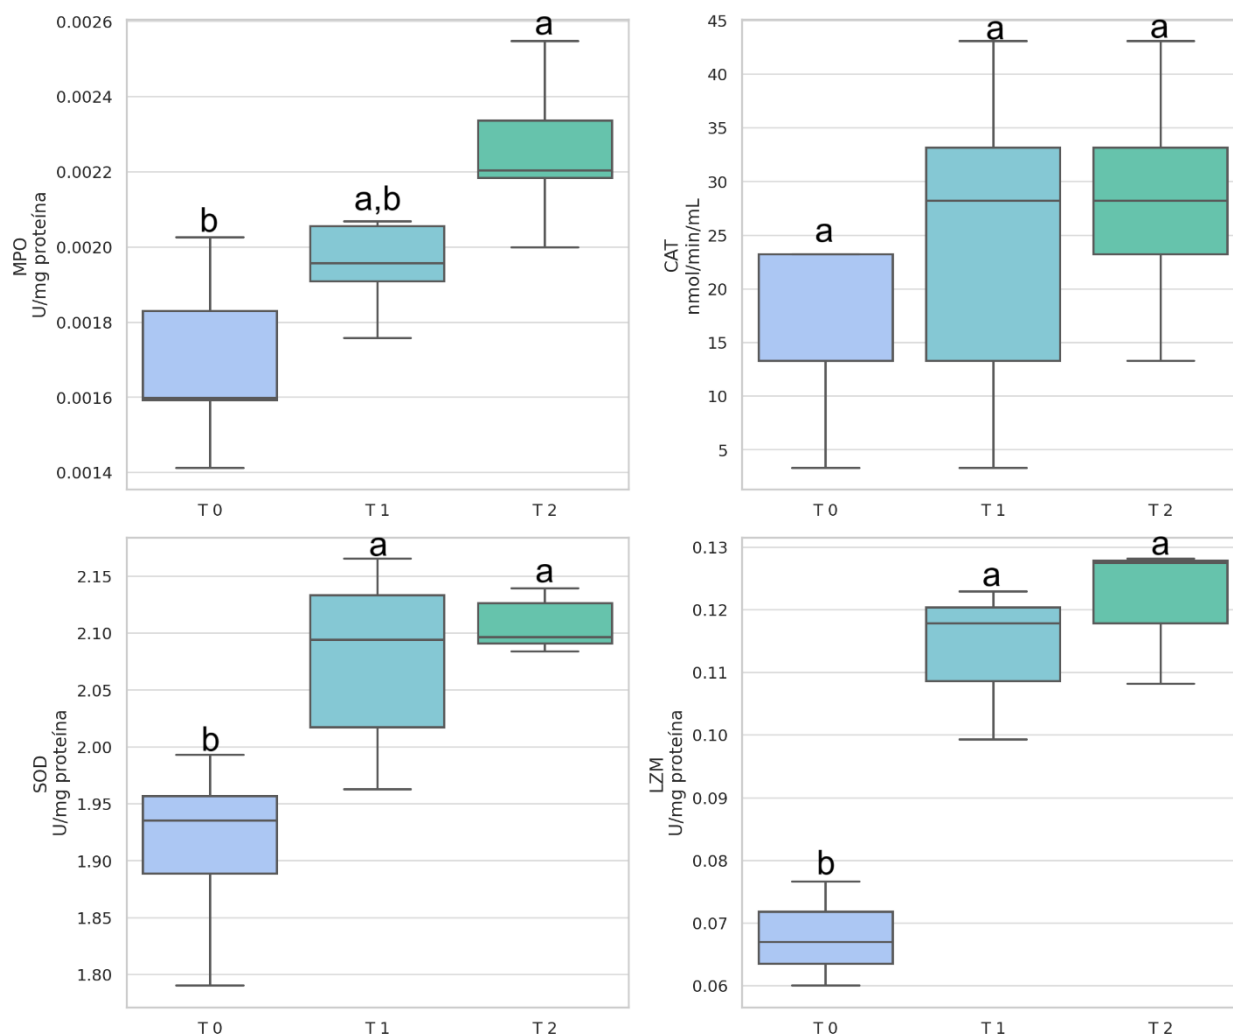 MPO
U/mg proteína
0.0026
0.0024
0.0022
0.0020
0.0018
0.0016
0.0014
b
a,b
a
T 0
T 1
T 2
CAT
nmol/min/mL
45
40
35
30
25
20
15
10
5
a
a
a
T 0
T 1
T 2
SOD
U/mg proteína
2.15
2.10
2.05
2.00
1.95
1.90
1.85
1.80
b
a
a
T 0
T 1
T 2
LZM
U/mg proteína
0.13
0.12
0.11
0.10
0.09
0.08
0.07
0.06
b
a
a
T 0
T 1
T 2